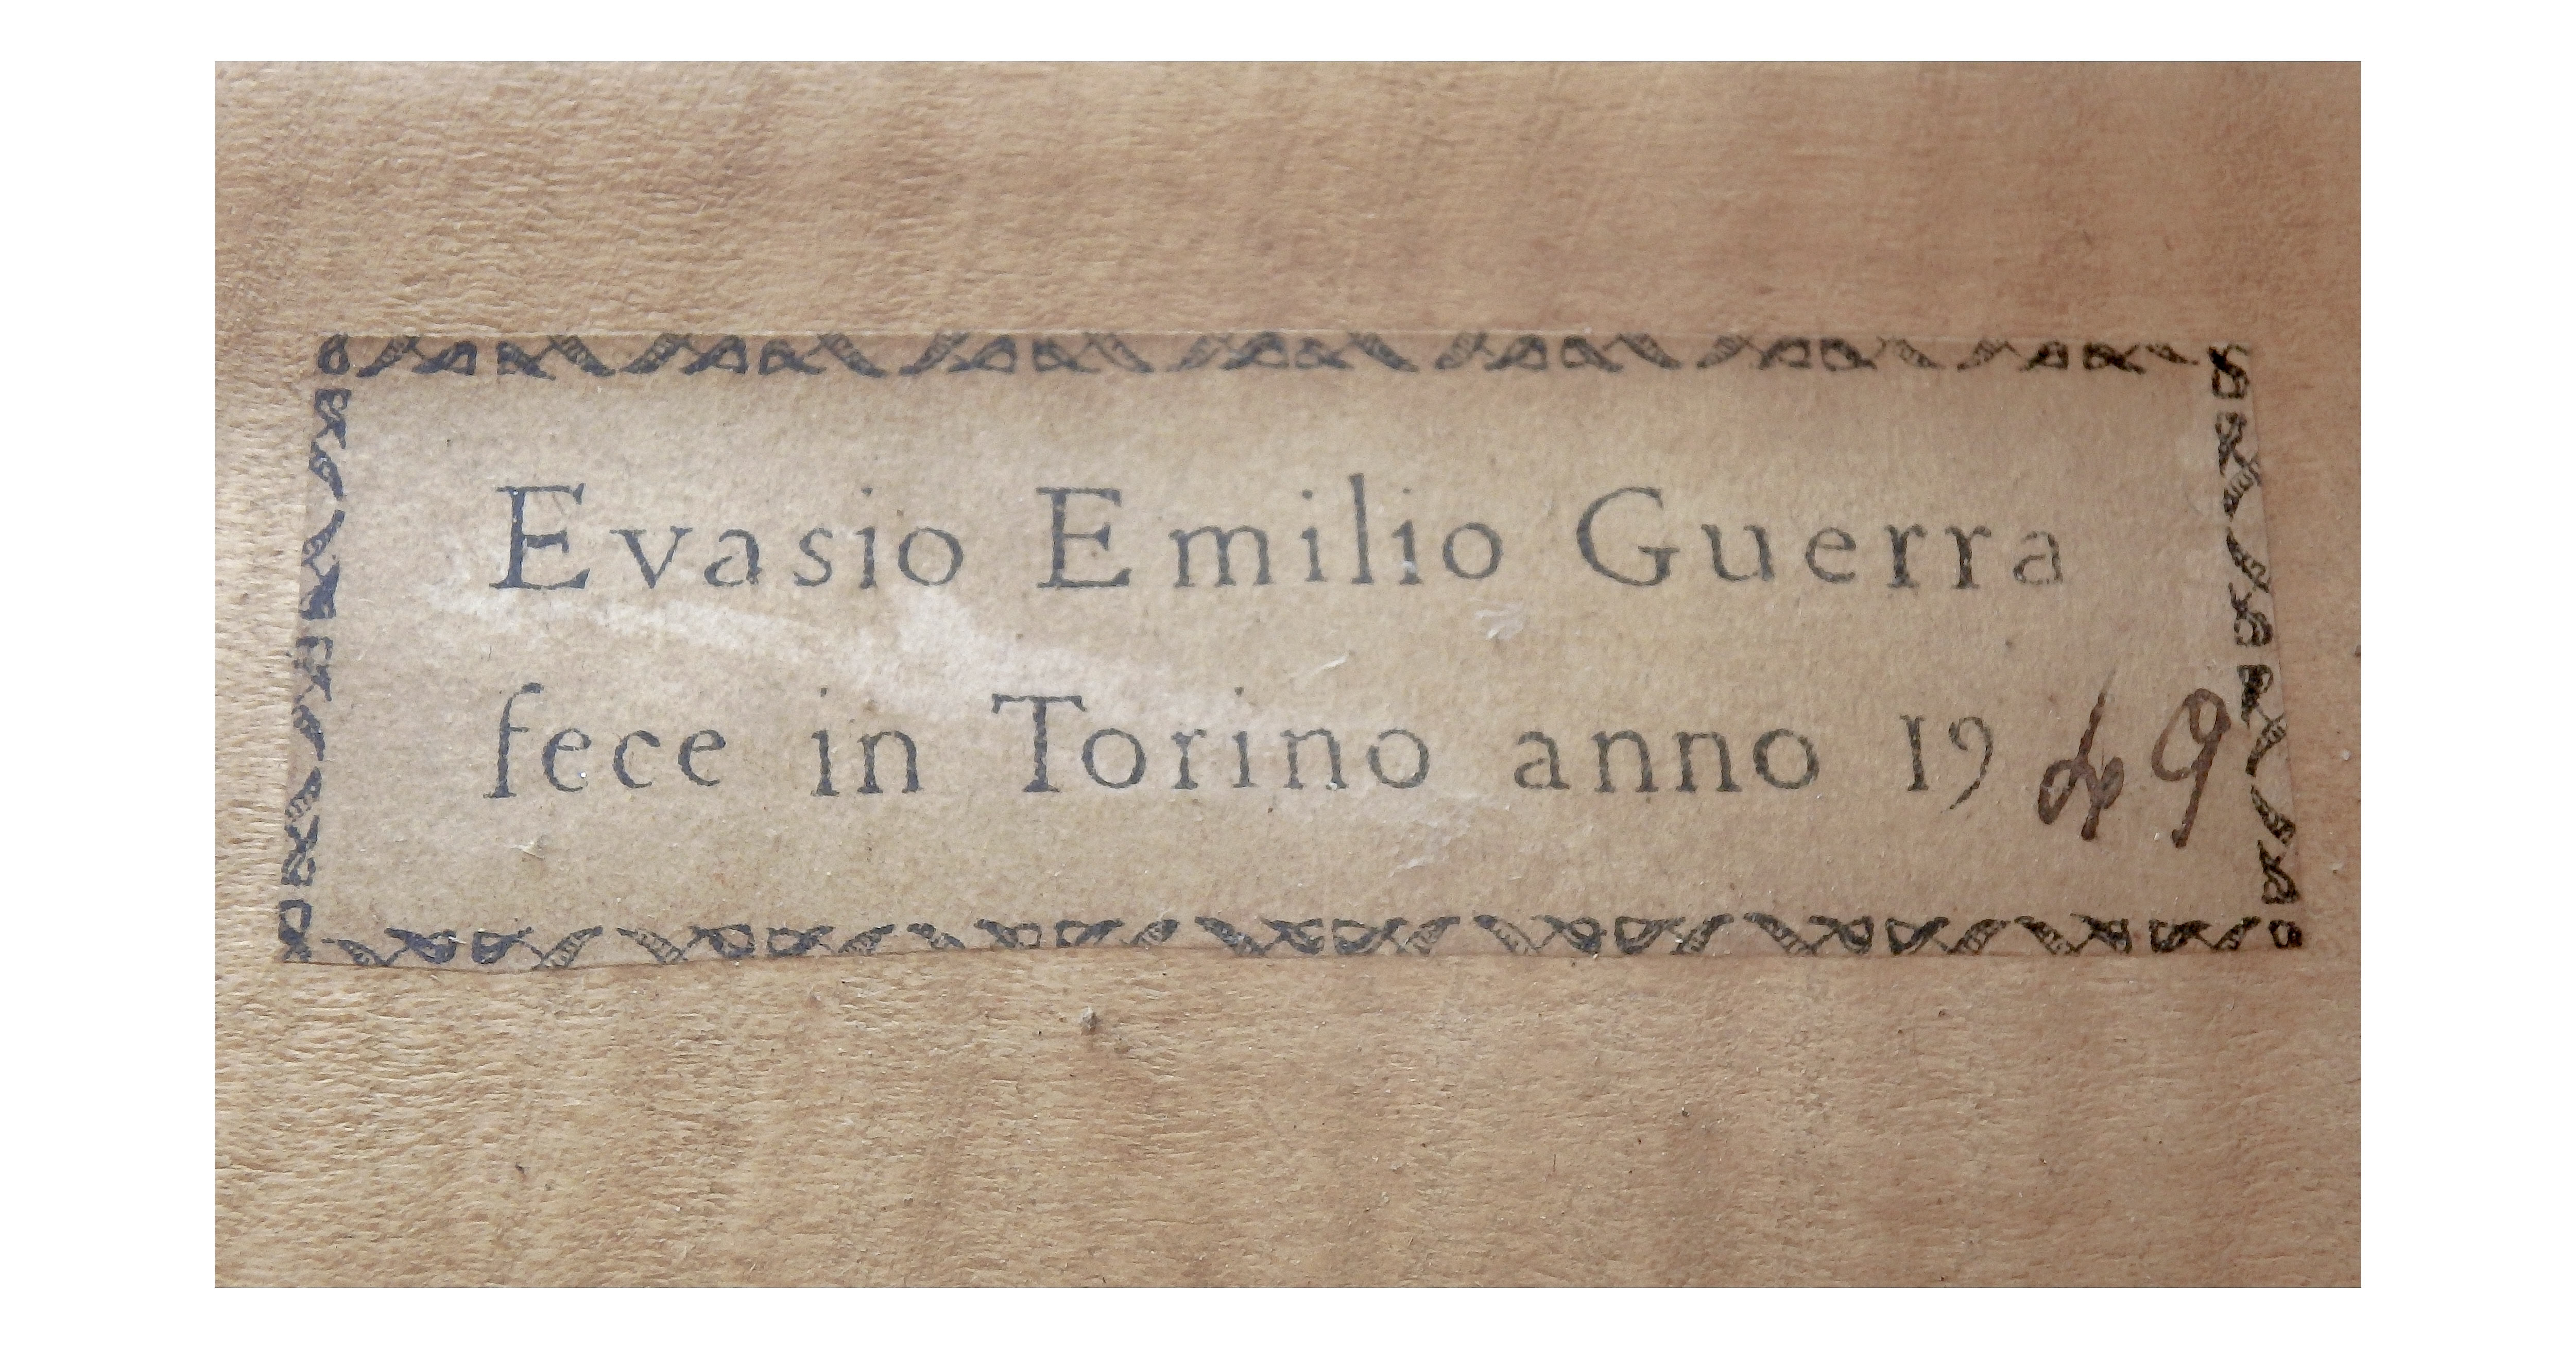 Evasio Emilio Guerra
fece in Torino anno 1949